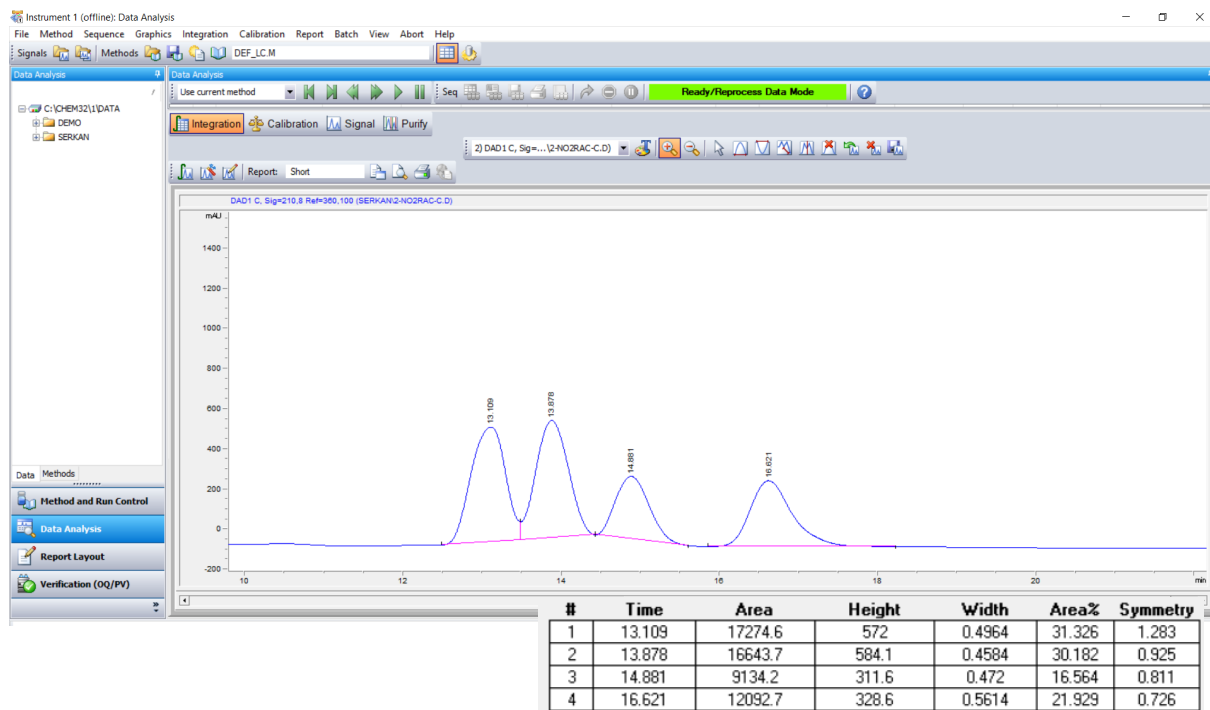 Instrument 1 (offline): Data Analysis
File Method Sequence Graphics Integration Calibration Report Batch View Abort Help
Signals Methods DEF_LC.M
Data Analysis
Data Analysis
Use current method Seq Ready/Reprocess Data Mode
C:\CHEM32\1\DATA
DEMO
SERKAN
Integration Calibration Signal Purify
2) DAD1 C, Sig=...\2-NO2RAC-C.D)
Report: Short
DAD1 C, Sig=210,8 Ref=360,100 (SERKAN\2-NO2RAC-C.D)
mAU
1400
1200
1000
800
600
400
200
0
-200
13.109
13.878
14.881
16.621
10 12 14 16 18 20 min
Data Methods
Method and Run Control
Data Analysis
Report Layout
Verification (OQ/PV)
# Time Area Height Width Area% Symmetry
1 13.109 17274.6 572 0.4964 31.326 1.283
2 13.878 16643.7 584.1 0.4584 30.182 0.925
3 14.881 9134.2 311.6 0.472 16.564 0.811
4 16.621 12092.7 328.6 0.5614 21.929 0.726